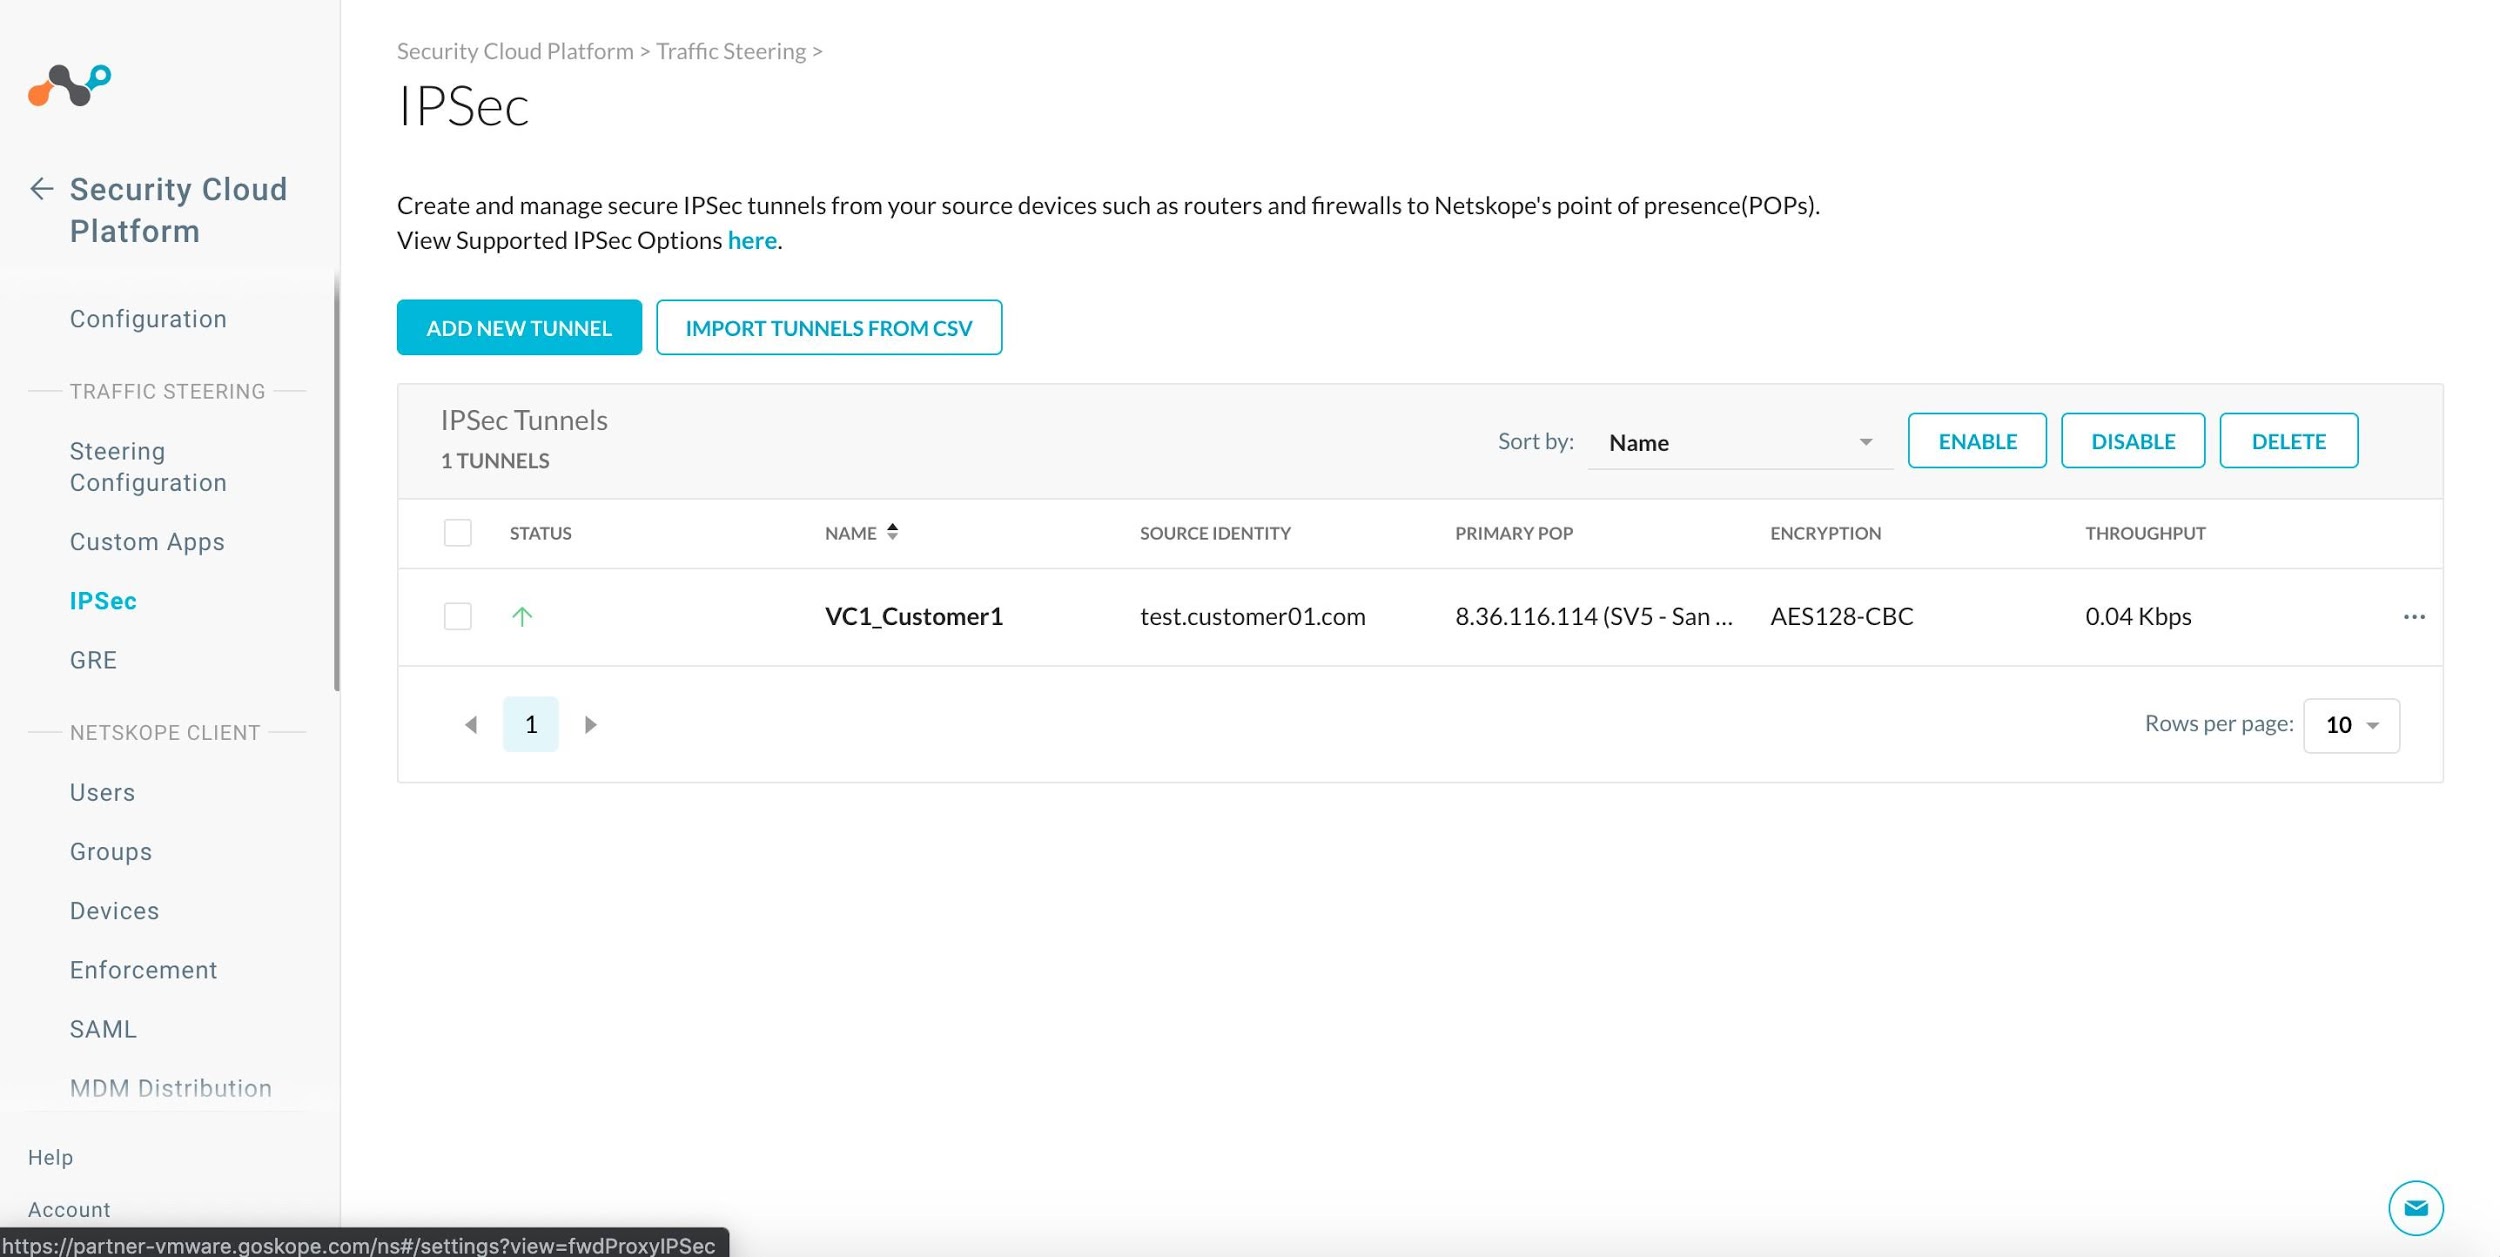 Security Cloud
Platform
Configuration
TRAFFIC STEERING
Steering
Configuration
Custom Apps
IPSec
GRE
NETSKOPE CLIENT
Users
Groups
Devices
Enforcement
SAML
MDM Distribution
Help
Account
Security Cloud Platform > Traffic Steering >
IPSec
Create and manage secure IPSec tunnels from your source devices such as routers and firewalls to Netskope's point of presence(POPs).
View Supported IPSec Options here.
ADD NEW TUNNEL IMPORT TUNNELS FROM CSV
IPSec Tunnels
1 TUNNELS
Sort by: Name ENABLE DISABLE DELETE
STATUS NAME SOURCE IDENTITY PRIMARY POP ENCRYPTION THROUGHPUT
VC1_Customer1 test.customer01.com 8.36.116.114 (SV5 - San ... AES128-CBC 0.04 Kbps ...
1 Rows per page: 10
https://partner-vmware.goskope.com/ns#/settings?view=fwdProxyIPSec